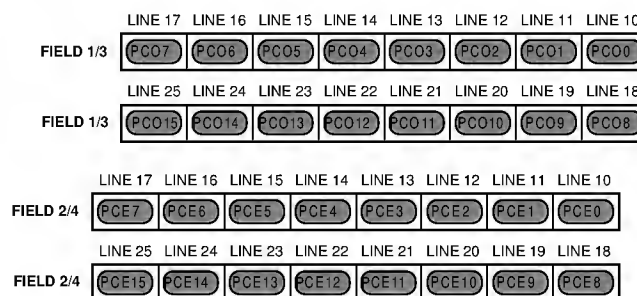 LINE 17 LINE 16 LINE 15 LINE 14 LINE 13 LINE 12 LINE 11 LINE 10
FIELD 1/3 PCO7 PCO6 PCO5 PCO4 PCO3 PCO2 PCO1 PCO0
LINE 25 LINE 24 LINE 23 LINE 22 LINE 21 LINE 20 LINE 19 LINE 18
FIELD 1/3 PCO15 PCO14 PCO13 PCO12 PCO11 PCO10 PCO9 PCO8
LINE 17 LINE 16 LINE 15 LINE 14 LINE 13 LINE 12 LINE 11 LINE 10
FIELD 2/4 PCE7 PCE6 PCE5 PCE4 PCE3 PCE2 PCE1 PCE0
LINE 25 LINE 24 LINE 23 LINE 22 LINE 21 LINE 20 LINE 19 LINE 18
FIELD 2/4 PCE15 PCE14 PCE13 PCE12 PCE11 PCE10 PCE9 PCE8